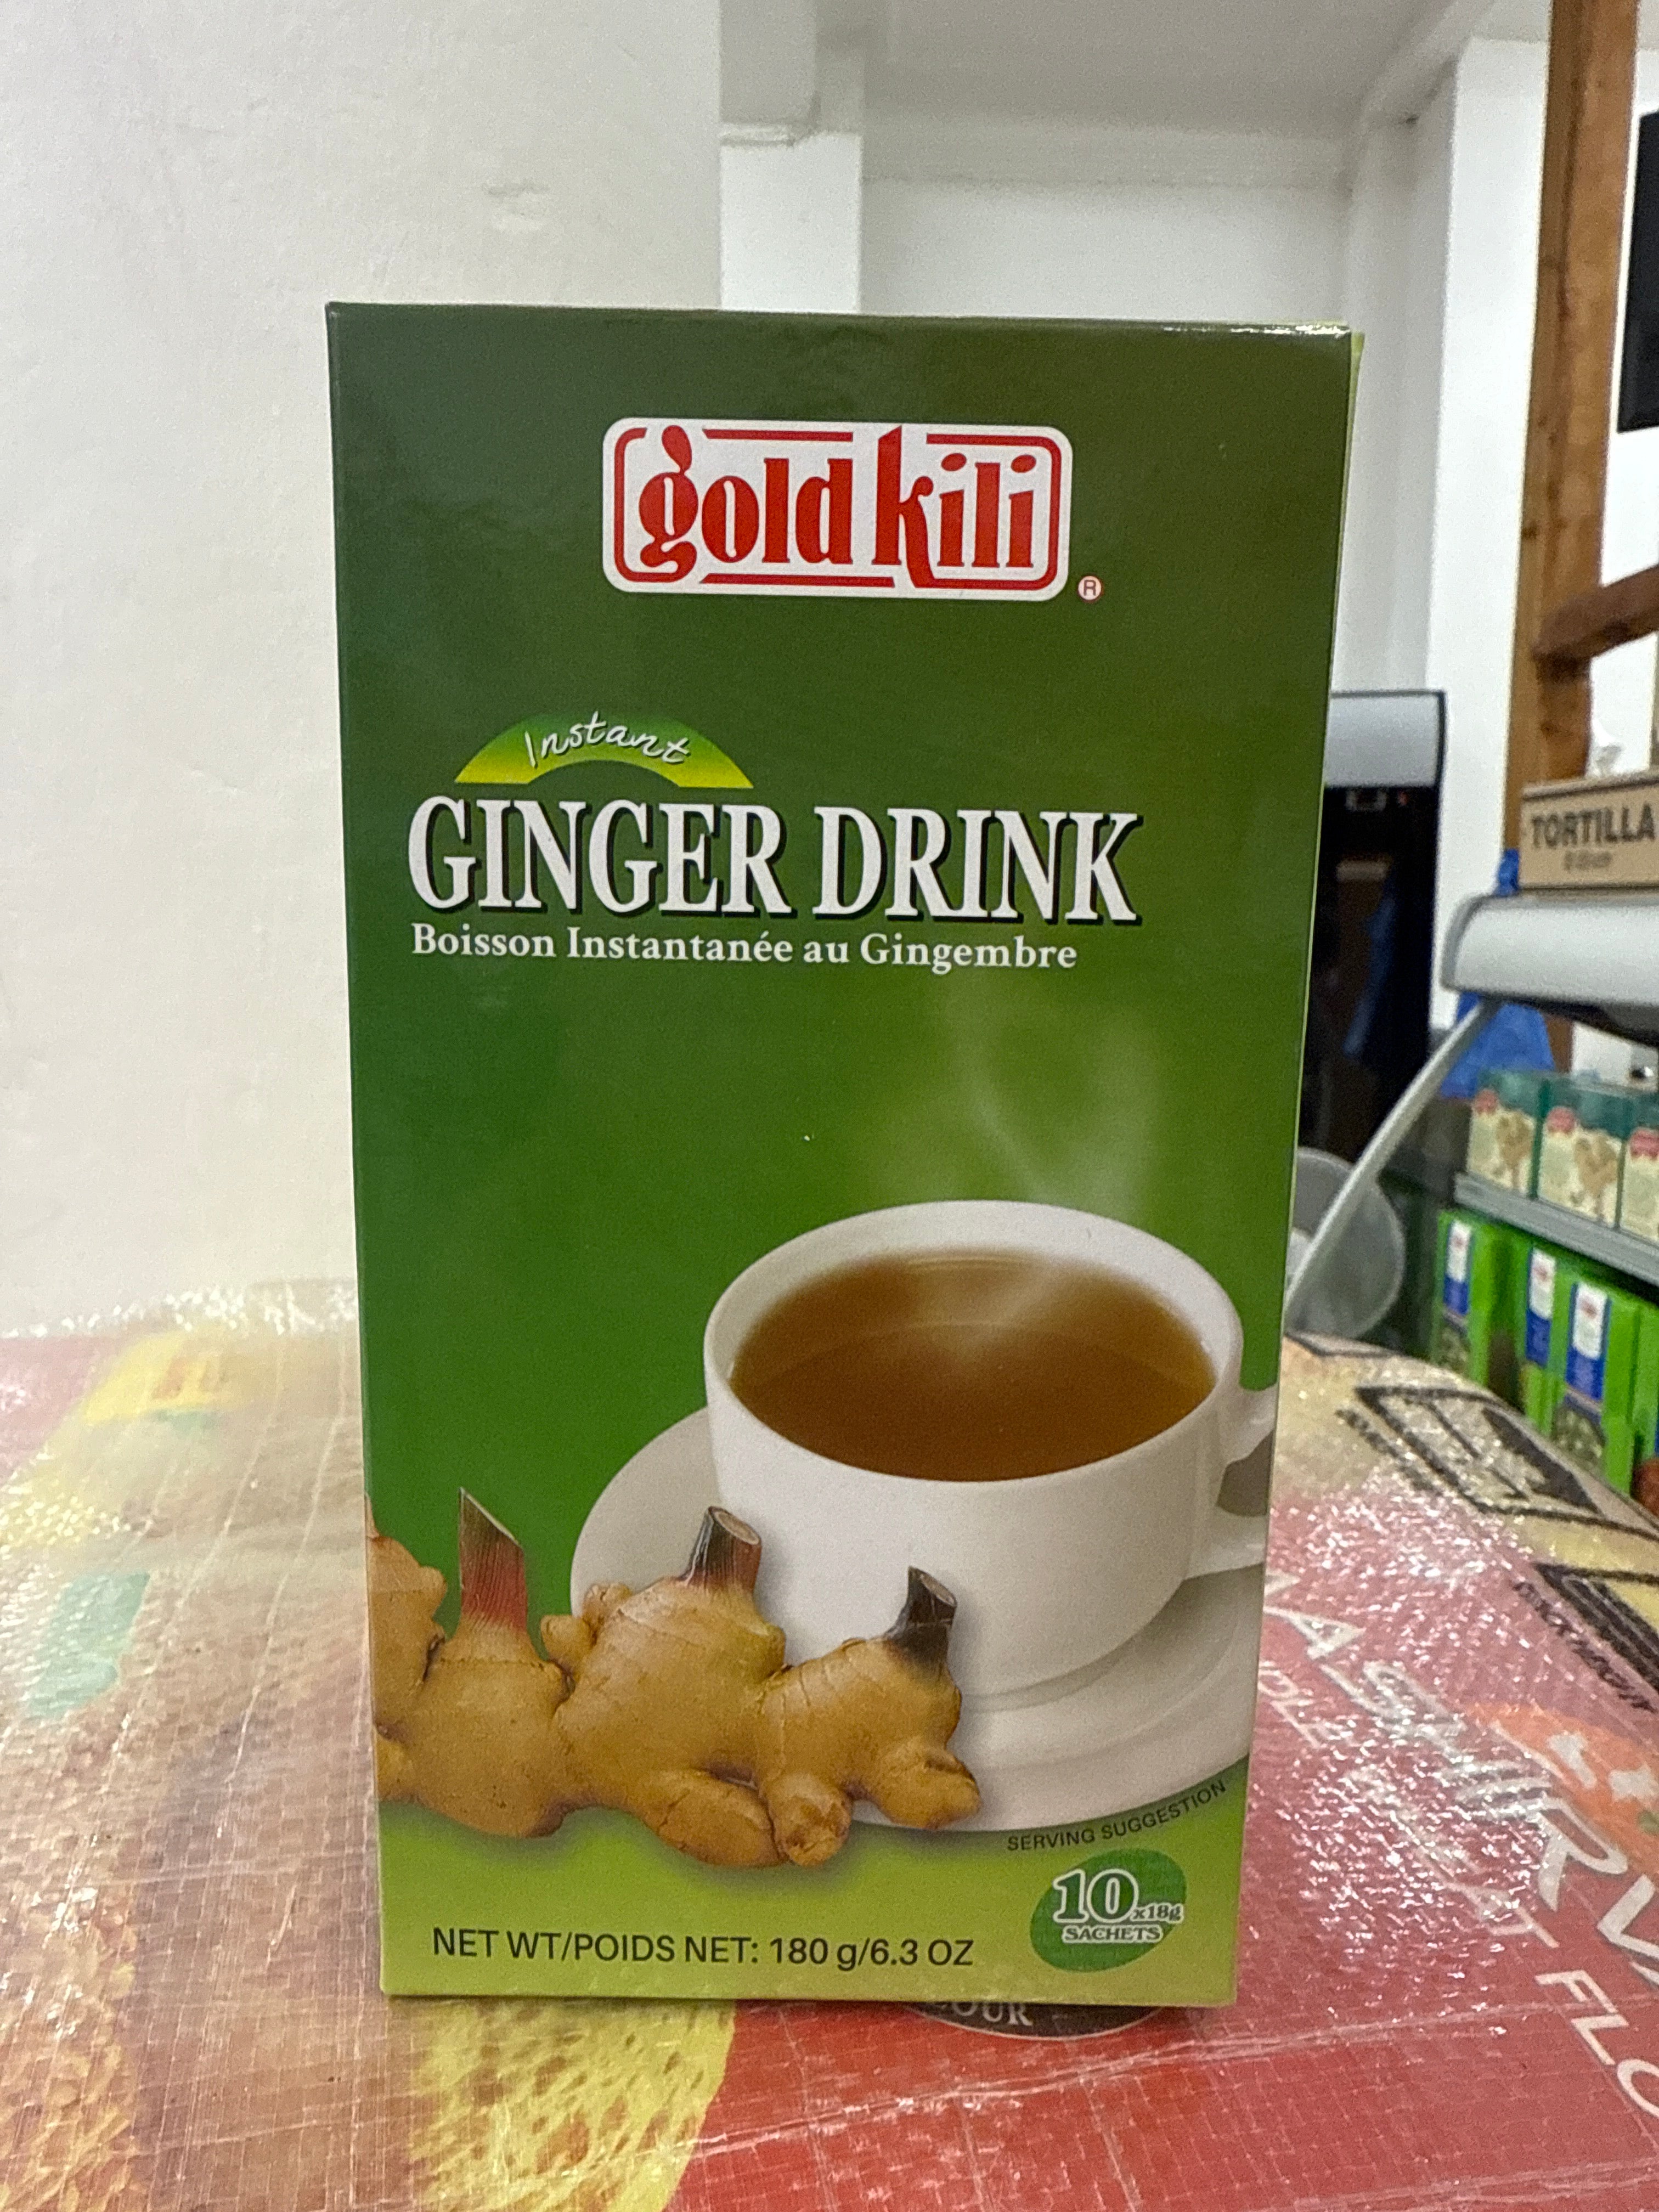 gold kili
®
Instant
GINGER DRINK
Boisson Instantanée au Gingembre
SERVING SUGGESTION
10 x18g
SACHETS
NET WT/POIDS NET: 180 g/6.3 OZ
TORTILLA